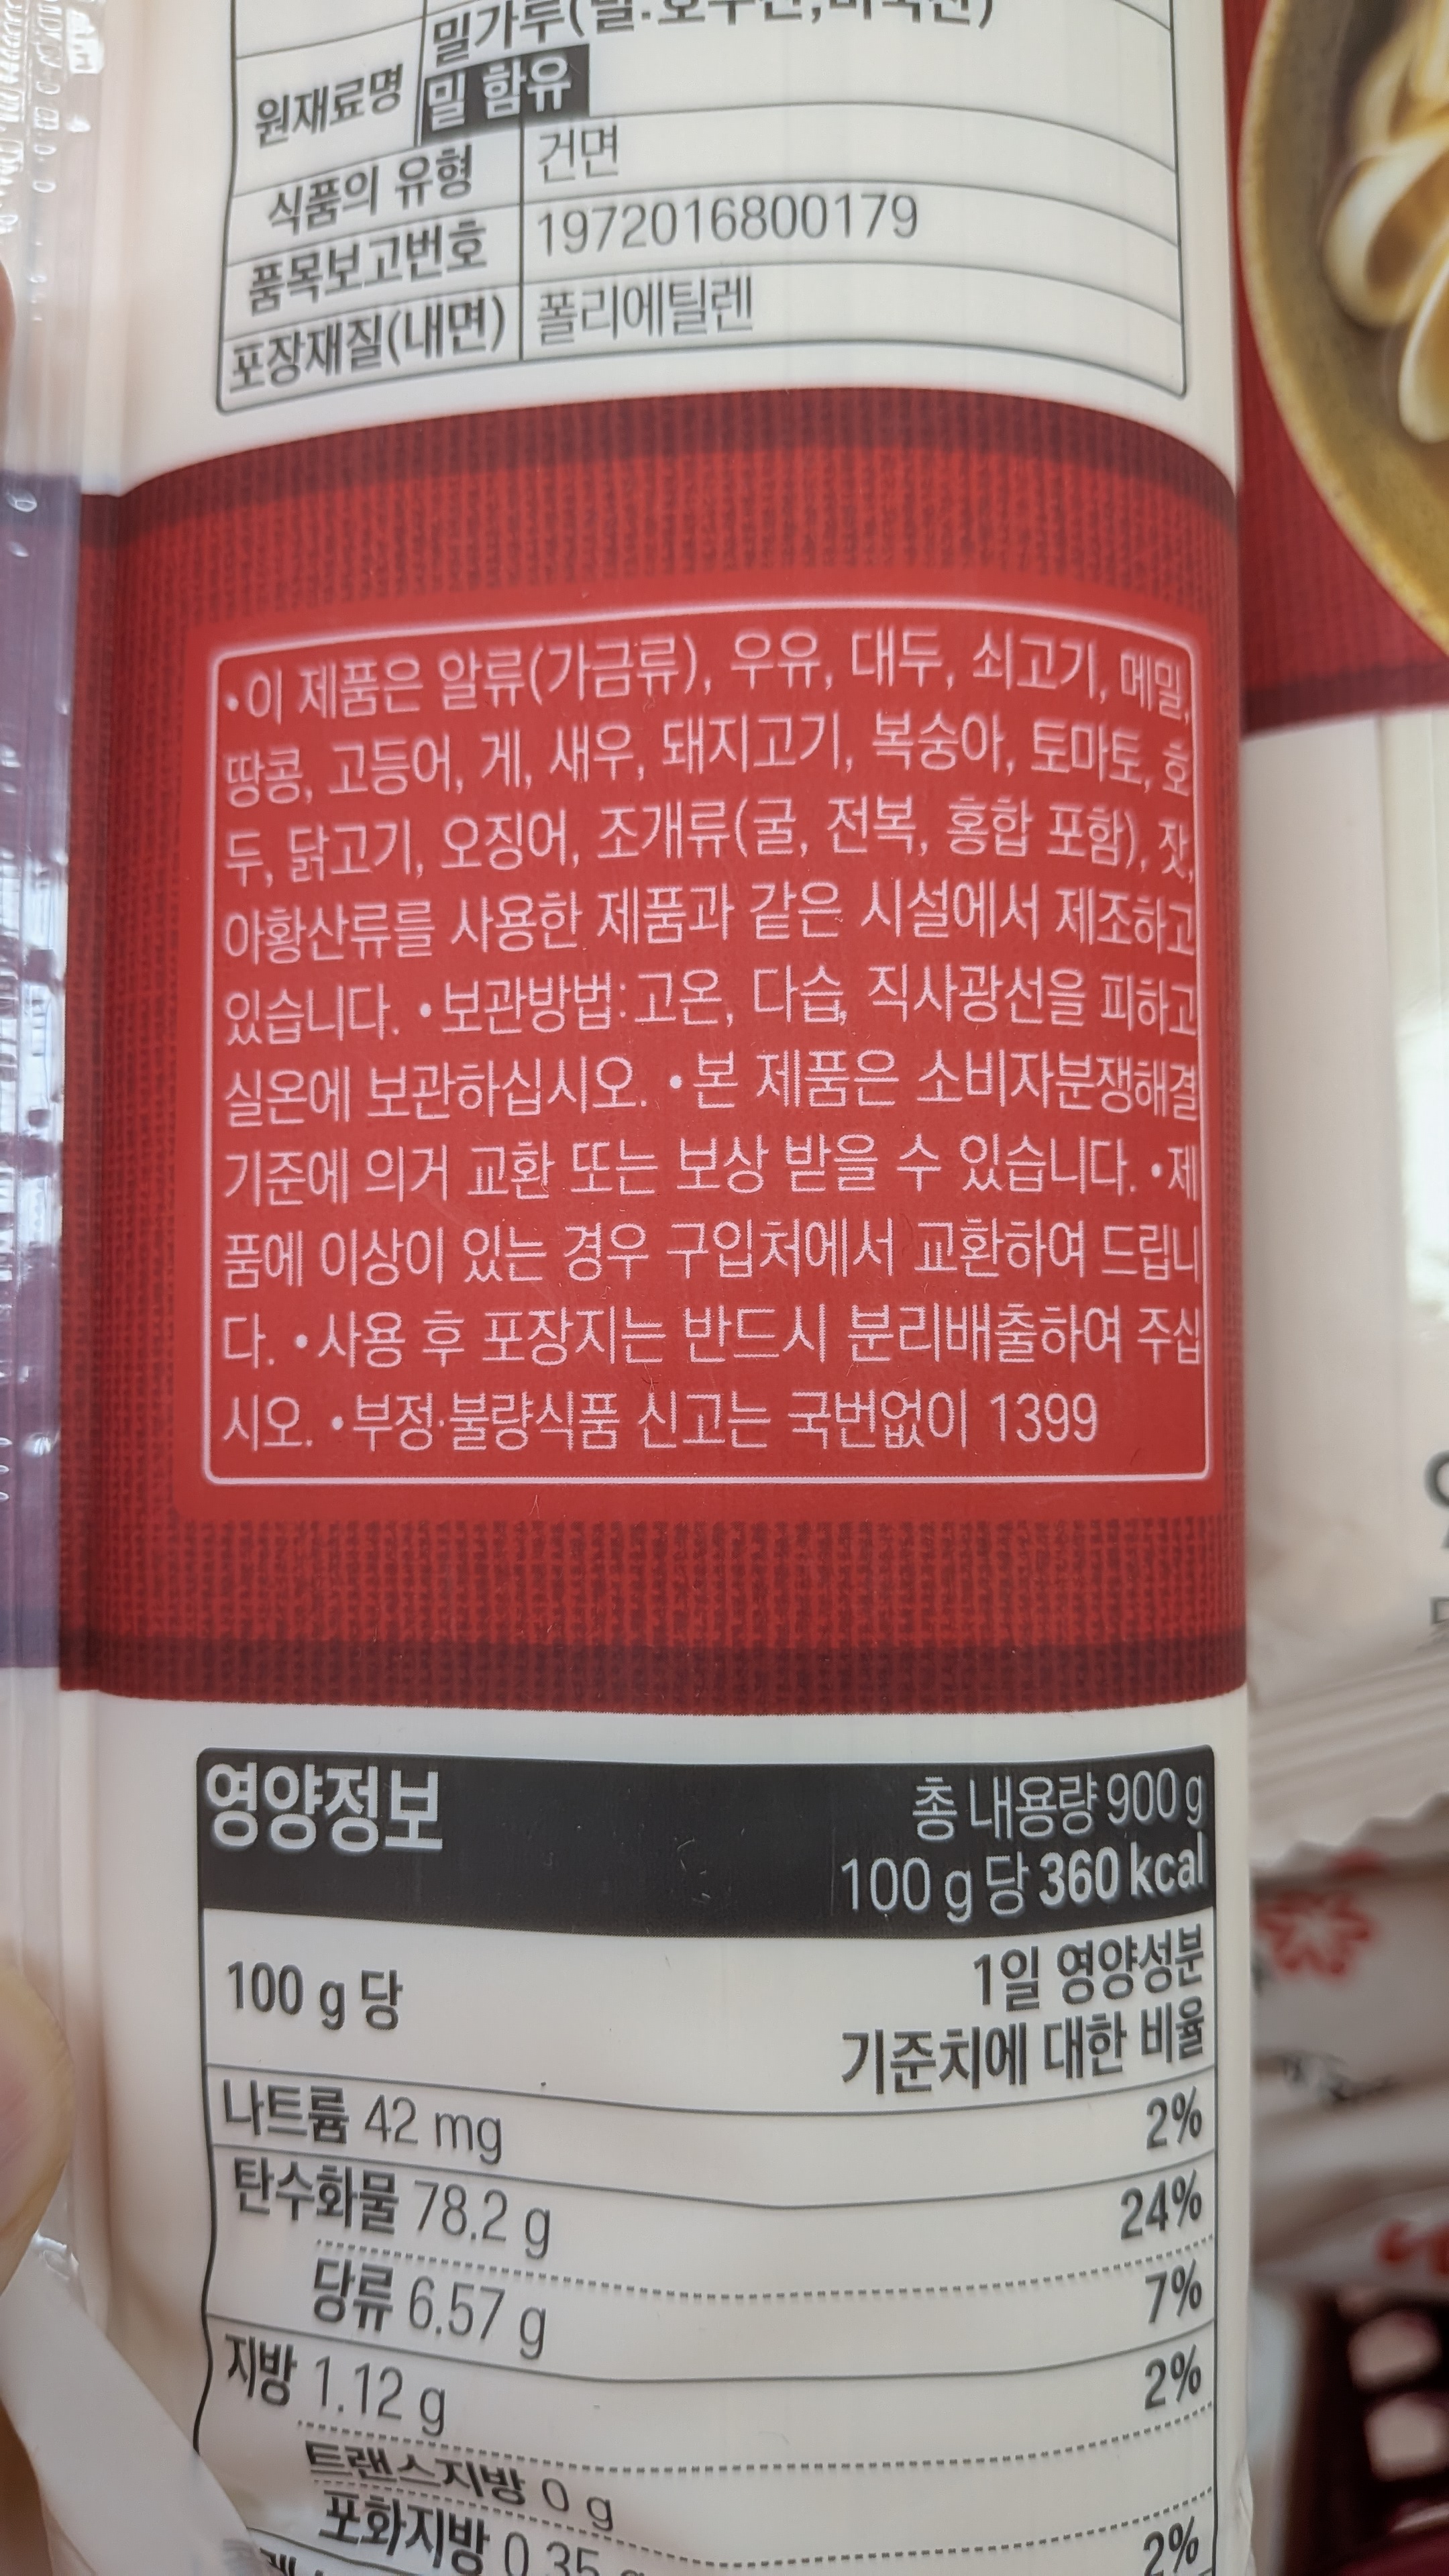 밀가루(밀:호주산,미국산)
원재료명
밀 함유
식품의 유형 건면
품목보고번호 1972016800179
포장재질(내면) 폴리에틸렌
•이 제품은 알류(가금류), 우유, 대두, 쇠고기, 메밀,
땅콩, 고등어, 게, 새우, 돼지고기, 복숭아, 토마토, 호
두, 닭고기, 오징어, 조개류(굴, 전복, 홍합 포함), 잣,
아황산류를 사용한 제품과 같은 시설에서 제조하고
있습니다. •보관방법:고온, 다습, 직사광선을 피하고
실온에 보관하십시오. •본 제품은 소비자분쟁해결
기준에 의거 교환 또는 보상 받을 수 있습니다. •제
품에 이상이 있는 경우 구입처에서 교환하여 드립니
다. •사용 후 포장지는 반드시 분리배출하여 주십
시오. •부정·불량식품 신고는 국번없이 1399
영양정보
총 내용량 900 g
100 g 당 360 kcal
100 g 당
1일 영양성분
기준치에 대한 비율
나트륨 42 mg 2%
탄수화물 78.2 g 24%
당류 6.57 g 7%
지방 1.12 g 2%
트랜스지방 0 g
포화지방 0.35 g 2%